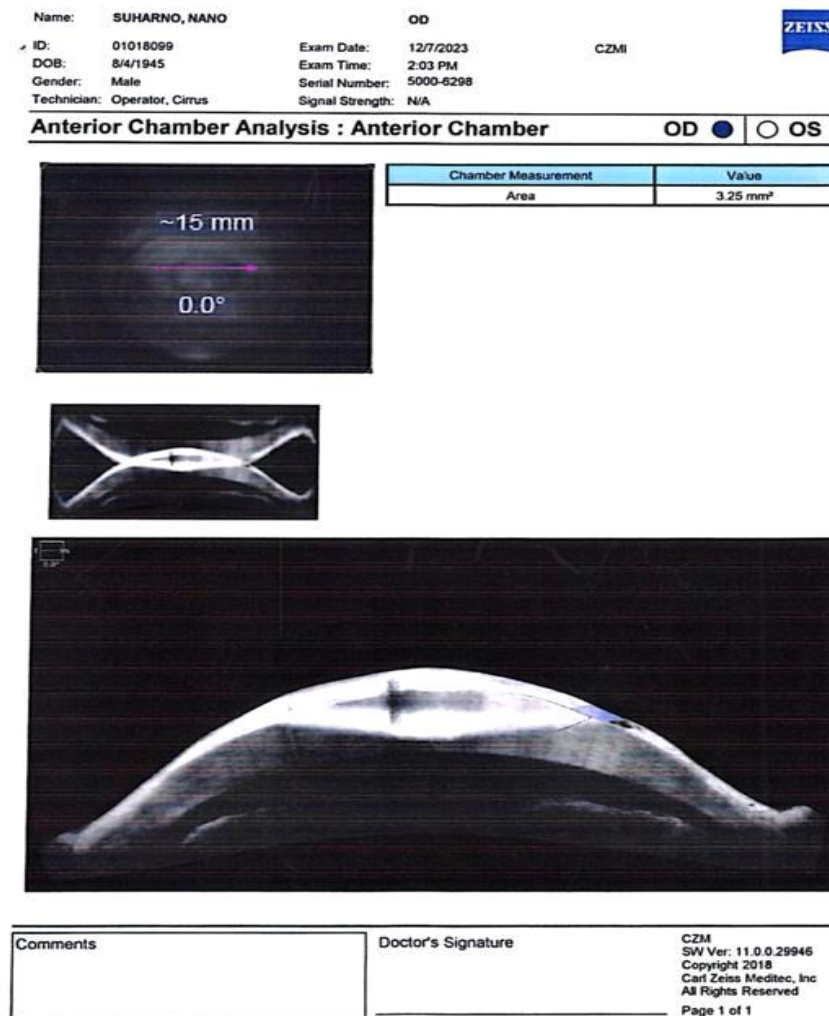 Name: SUHARNO, NANO OD
ZEISS
ID: 01018099 Exam Date: 12/7/2023 CZMI
DOB: 8/4/1945 Exam Time: 2:03 PM
Gender: Male Serial Number: 5000-6298
Technician: Operator, Cirrus Signal Strength: N/A
Anterior Chamber Analysis : Anterior Chamber OD OS
Chamber Measurement Value
Area 3.25 mm²
~15 mm
0.0°
Comments
Doctor's Signature
CZM
SW Ver: 11.0.0.29946
Copyright 2018
Carl Zeiss Meditec, Inc
All Rights Reserved
Page 1 of 1